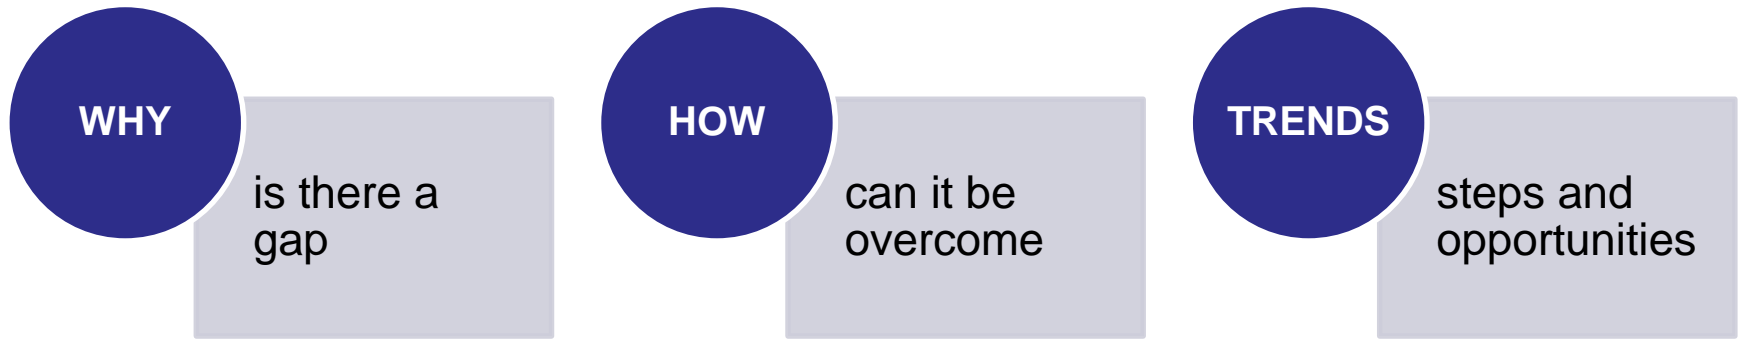 WHY
is there a
gap
HOW
can it be
overcome
TRENDS
steps and
opportunities